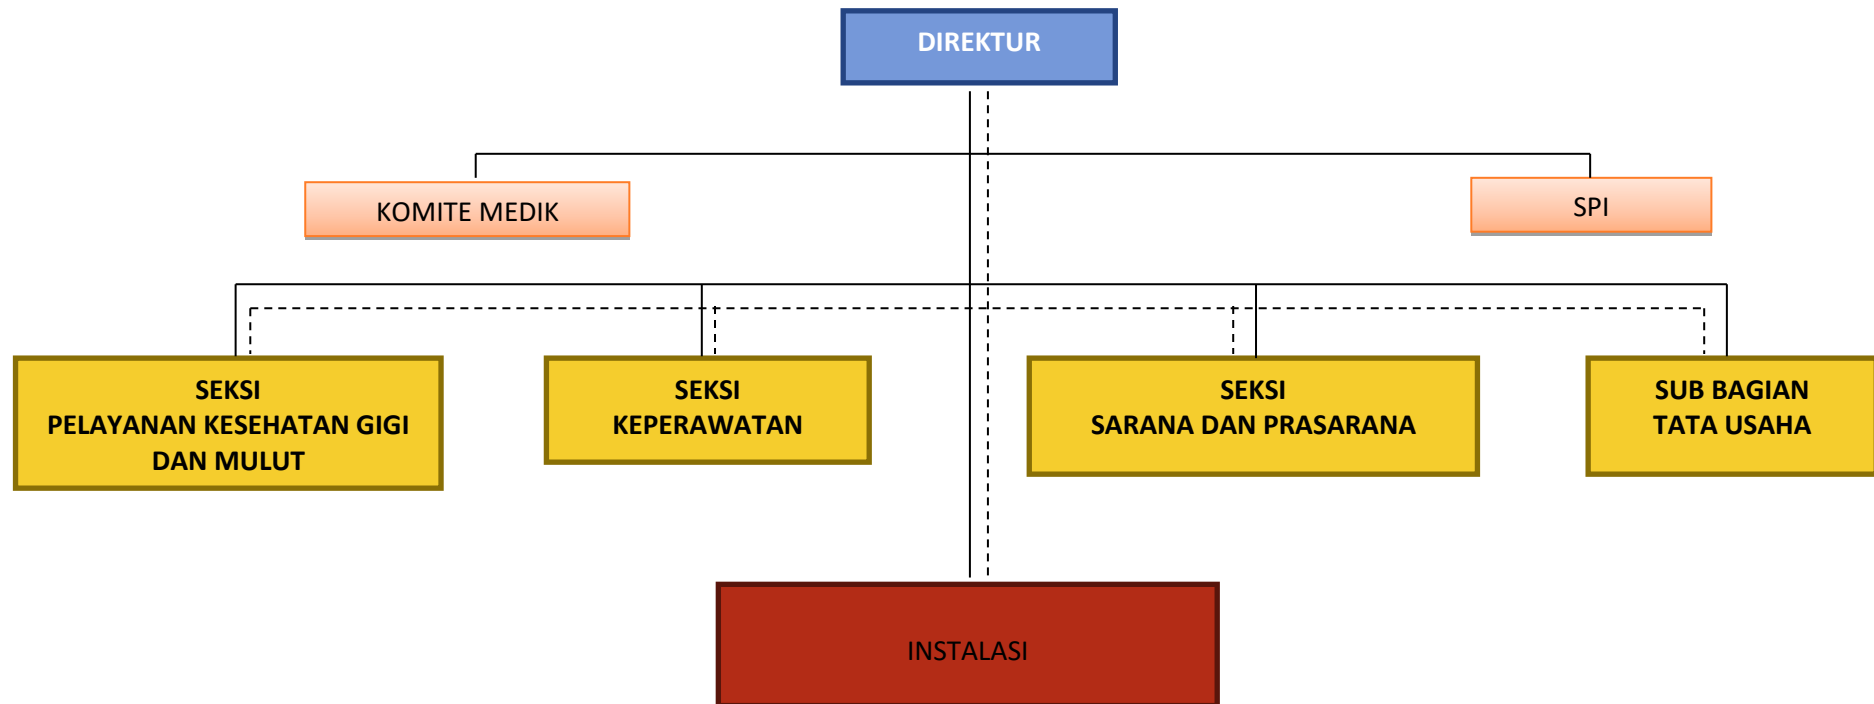 DIREKTUR
KOMITE MEDIK
SPI
SEKSI
PELAYANAN KESEHATAN GIGI
DAN MULUT
SEKSI
KEPERAWATAN
SEKSI
SARANA DAN PRASARANA
SUB BAGIAN
TATA USAHA
INSTALASI